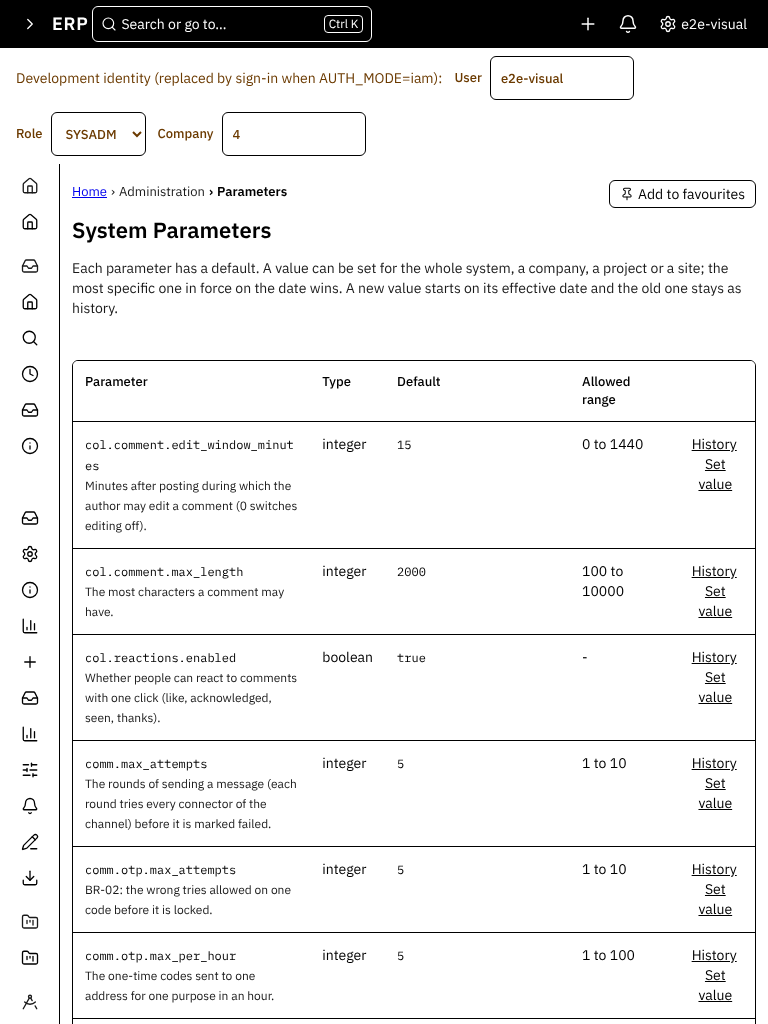 ERP
Search or go to...
Ctrl K
e2e-visual
Development identity (replaced by sign-in when AUTH_MODE=iam):
User
e2e-visual
Role
SYSADM
Company
4
Home › Administration › Parameters
Add to favourites
System Parameters
Each parameter has a default. A value can be set for the whole system, a company, a project or a site; the
most specific one in force on the date wins. A new value starts on its effective date and the old one stays as
history.
Parameter
Type
Default
Allowed
range
col.comment.edit_window_minut
es
Minutes after posting during which the
author may edit a comment (0 switches
editing off).
integer
15
0 to 1440
History
Set
value
col.comment.max_length
The most characters a comment may
have.
integer
2000
100 to
10000
History
Set
value
col.reactions.enabled
Whether people can react to comments
with one click (like, acknowledged,
seen, thanks).
boolean
true
-
History
Set
value
comm.max_attempts
The rounds of sending a message (each
round tries every connector of the
channel) before it is marked failed.
integer
5
1 to 10
History
Set
value
comm.otp.max_attempts
BR-02: the wrong tries allowed on one
code before it is locked.
integer
5
1 to 10
History
Set
value
comm.otp.max_per_hour
The one-time codes sent to one
address for one purpose in an hour.
integer
5
1 to 100
History
Set
value